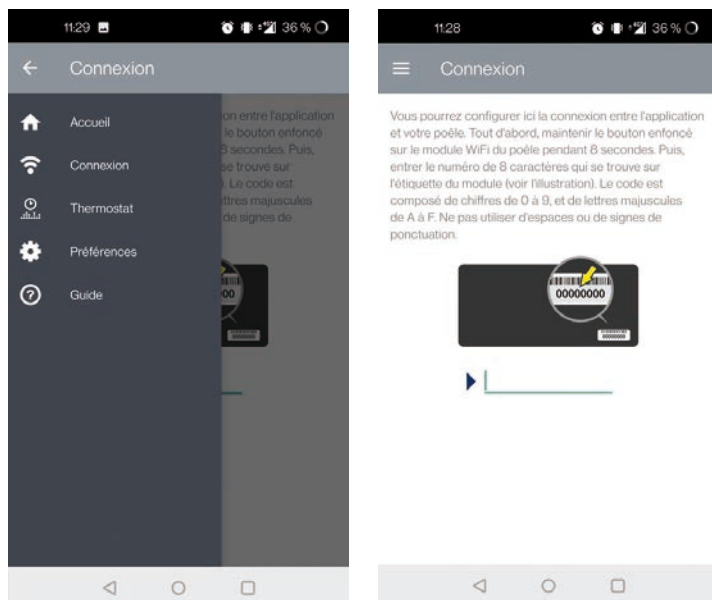 11:29
36 %
Connexion
Accueil
Connexion
Thermostat
Préférences
Guide
on entre l'application
le bouton enfoncé
8 secondes. Puis,
se trouve sur
). Le code est
ttres majuscules
de signes de
00
11:28
36 %
Connexion
Vous pourrez configurer ici la connexion entre l'application
et votre poêle. Tout d'abord, maintenir le bouton enfoncé
sur le module WiFi du poêle pendant 8 secondes. Puis,
entrer le numéro de 8 caractères qui se trouve sur
l'étiquette du module (voir l'illustration). Le code est
composé de chiffres de 0 à 9, et de lettres majuscules
de A à F. Ne pas utiliser d'espaces ou de signes de
ponctuation.
00000000